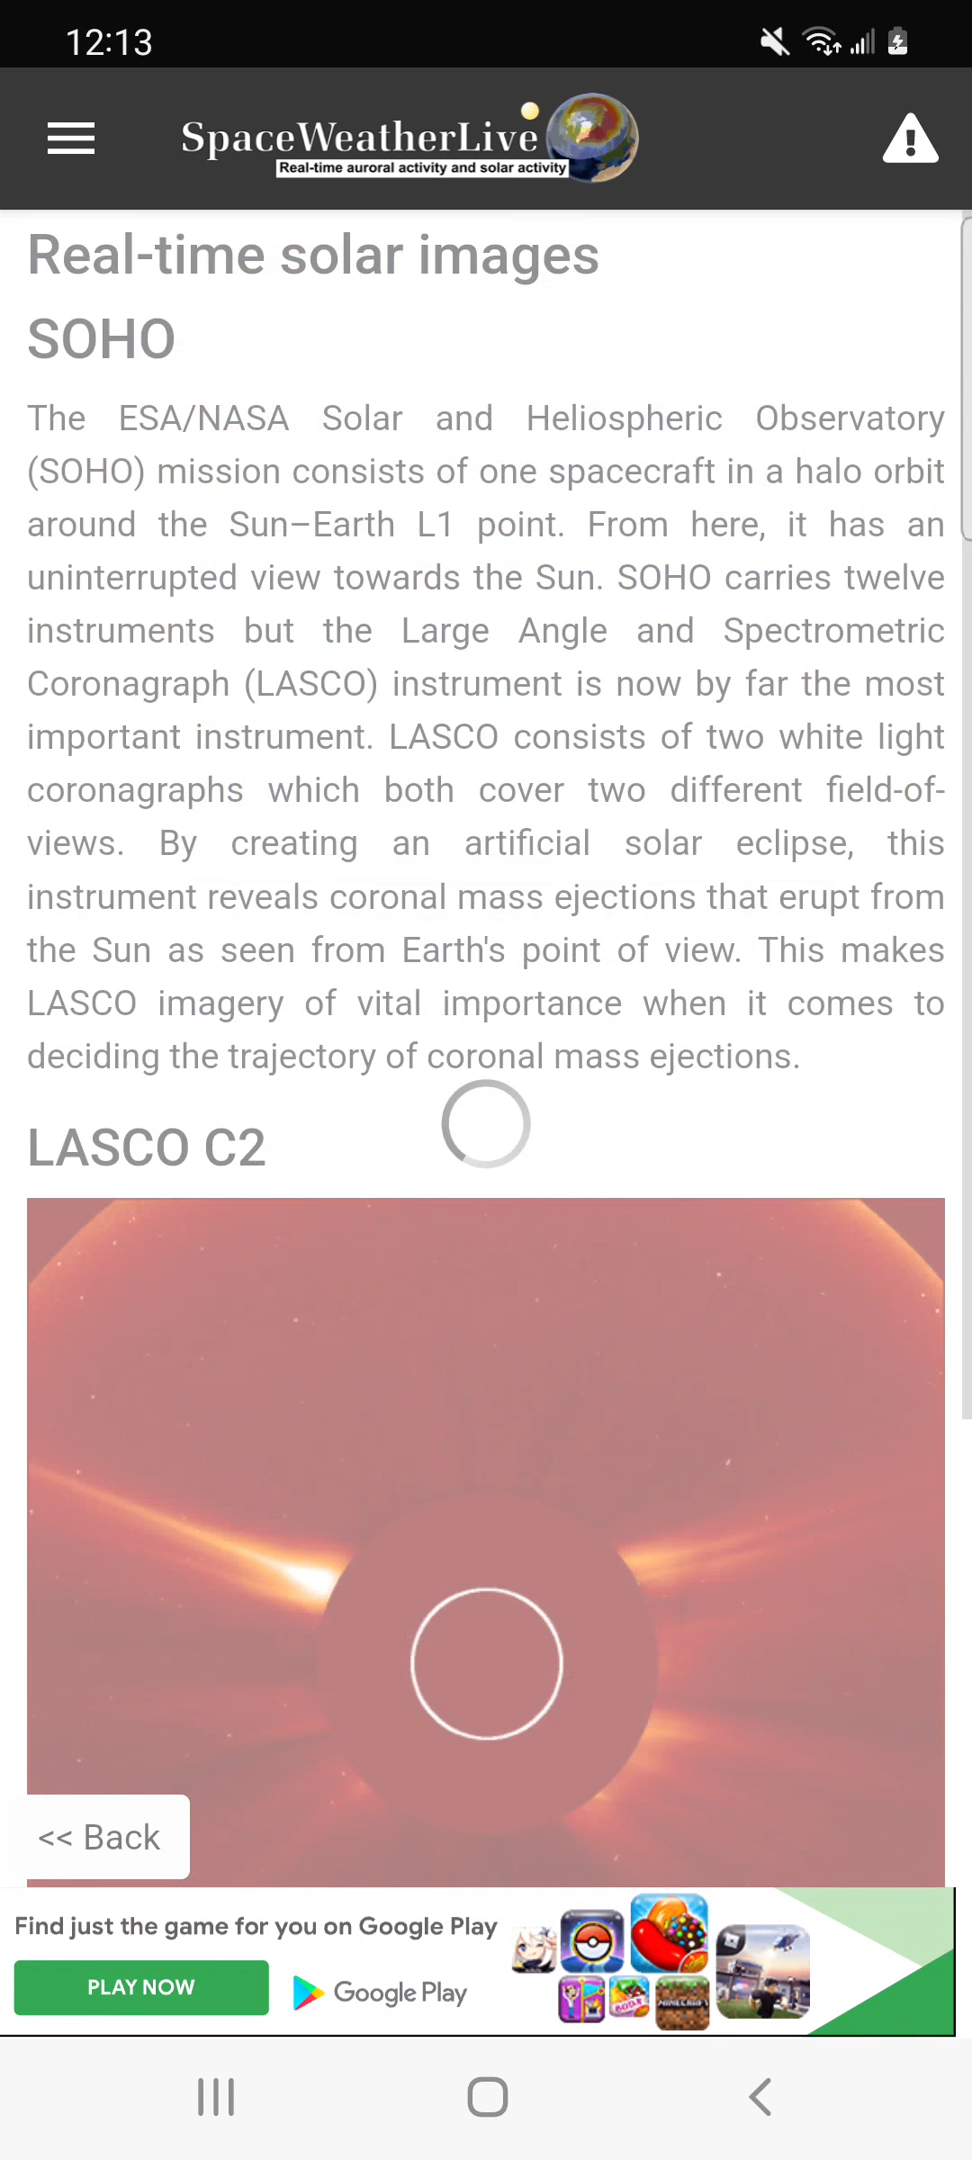 12:13
SpaceWeatherLive
Real-time auroral activity and solar activity
Real-time solar images
SOHO
The ESA/NASA Solar and Heliospheric Observatory
(SOHO) mission consists of one spacecraft in a halo orbit
around the Sun–Earth L1 point. From here, it has an
uninterrupted view towards the Sun. SOHO carries twelve
instruments but the Large Angle and Spectrometric
Coronagraph (LASCO) instrument is now by far the most
important instrument. LASCO consists of two white light
coronagraphs which both cover two different field-of-
views. By creating an artificial solar eclipse, this
instrument reveals coronal mass ejections that erupt from
the Sun as seen from Earth's point of view. This makes
LASCO imagery of vital importance when it comes to
deciding the trajectory of coronal mass ejections.
LASCO C2
<< Back
Find just the game for you on Google Play
PLAY NOW
Google Play
MINECRAFT